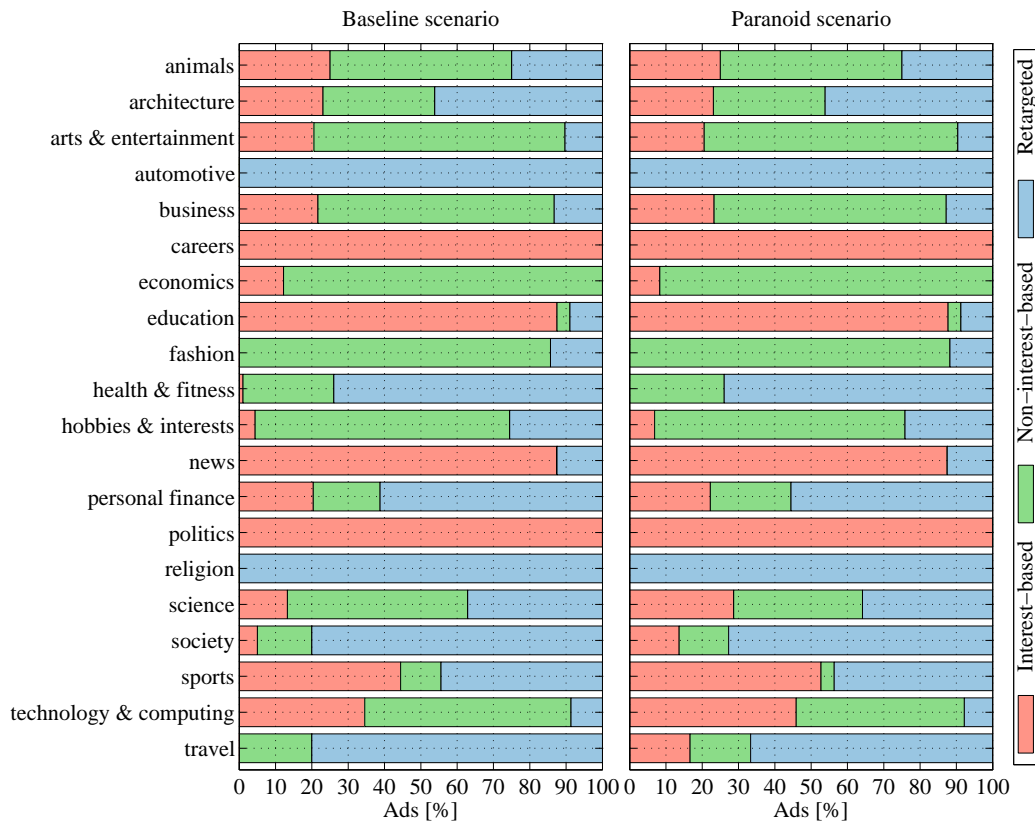 Baseline scenario
Paranoid scenario
animals
architecture
arts & entertainment
automotive
business
careers
economics
education
fashion
health & fitness
hobbies & interests
news
personal finance
politics
religion
science
society
sports
technology & computing
travel
0 10 20 30 40 50 60 70 80 90 100
0 10 20 30 40 50 60 70 80 90 100
Ads [%]
Ads [%]
Interest−based
Non−interest−based
Retargeted